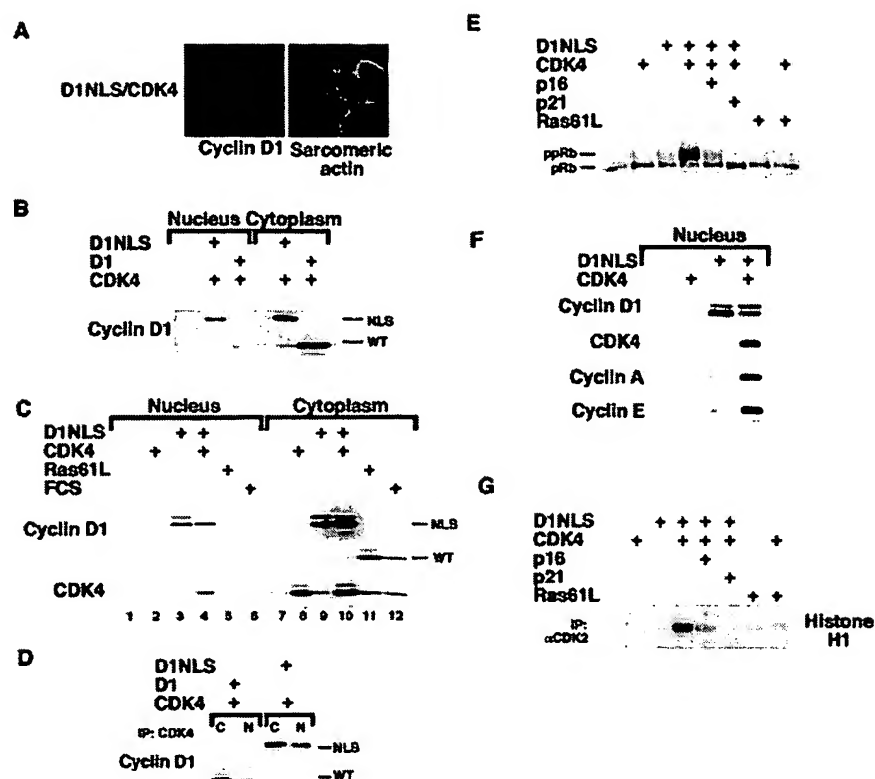 A
D1NLS/CDK4
Cyclin D1 Sarcomeric
actin
B
Nucleus Cytoplasm
D1NLS + +
D1 + +
CDK4 + + + +
Cyclin D1
NLS
WT
C
Nucleus Cytoplasm
D1NLS + + + +
CDK4 + + + +
Ras61L + +
FCS + +
Cyclin D1
NLS
WT
CDK4
1 2 3 4 5 6 7 8 9 10 11 12
D
D1NLS +
D1 +
CDK4 + +
IP: CDK4 C N C N
Cyclin D1
NLS
WT
E
D1NLS + + + +
CDK4 + + + + +
p16 +
p21 +
Ras61L + +
ppRb
pRb
F
Nucleus
D1NLS + +
CDK4 + +
Cyclin D1
CDK4
Cyclin A
Cyclin E
G
D1NLS + + + +
CDK4 + + + + +
p16 +
p21 +
Ras61L + +
IP:
αCDK2
Histone
H1